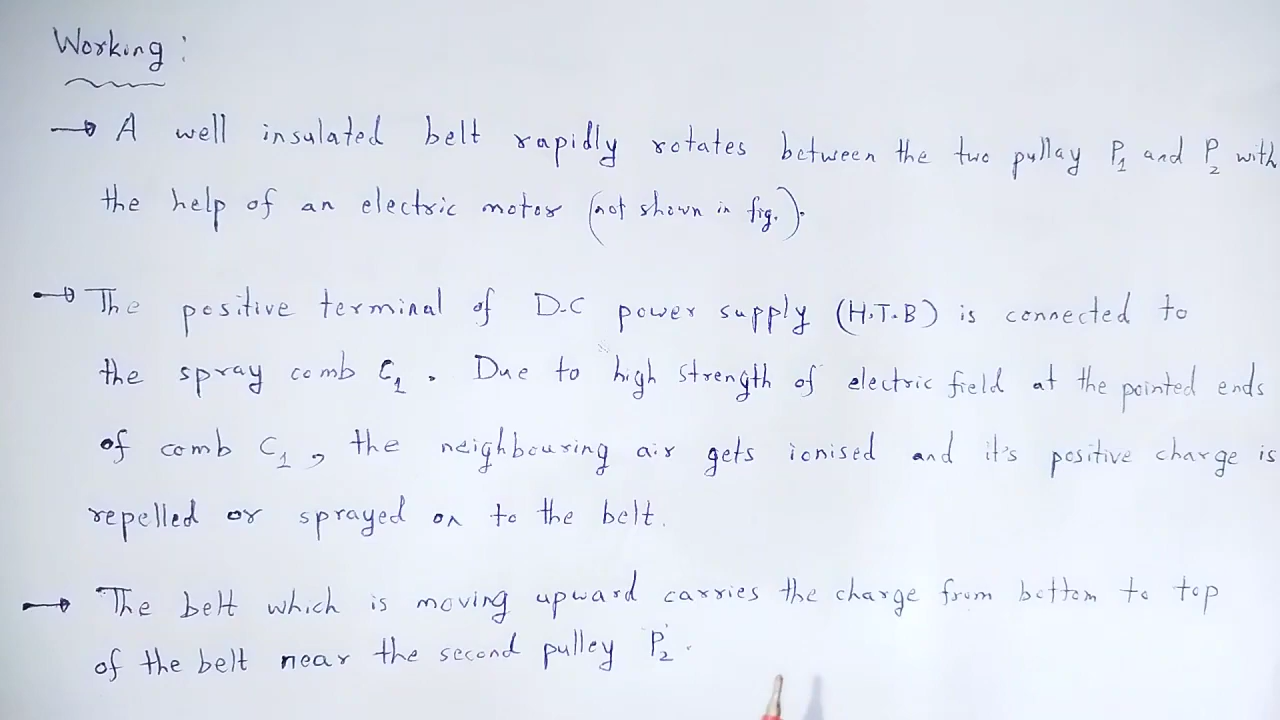 Working :
→ A well insulated belt rapidly rotates between the two pullay P₁ and P₂ with
the help of an electric motor (not shown in fig.).
→ The positive terminal of D.C power supply (H.T.B) is connected to
the spray comb C₁. Due to high strength of electric field at the pointed ends
of comb C₁, the neighbouring air gets ionised and it's positive charge is
repelled or sprayed on to the belt.
→ The belt which is moving upward carries the charge from bottom to top
of the belt near the second pulley P₂.